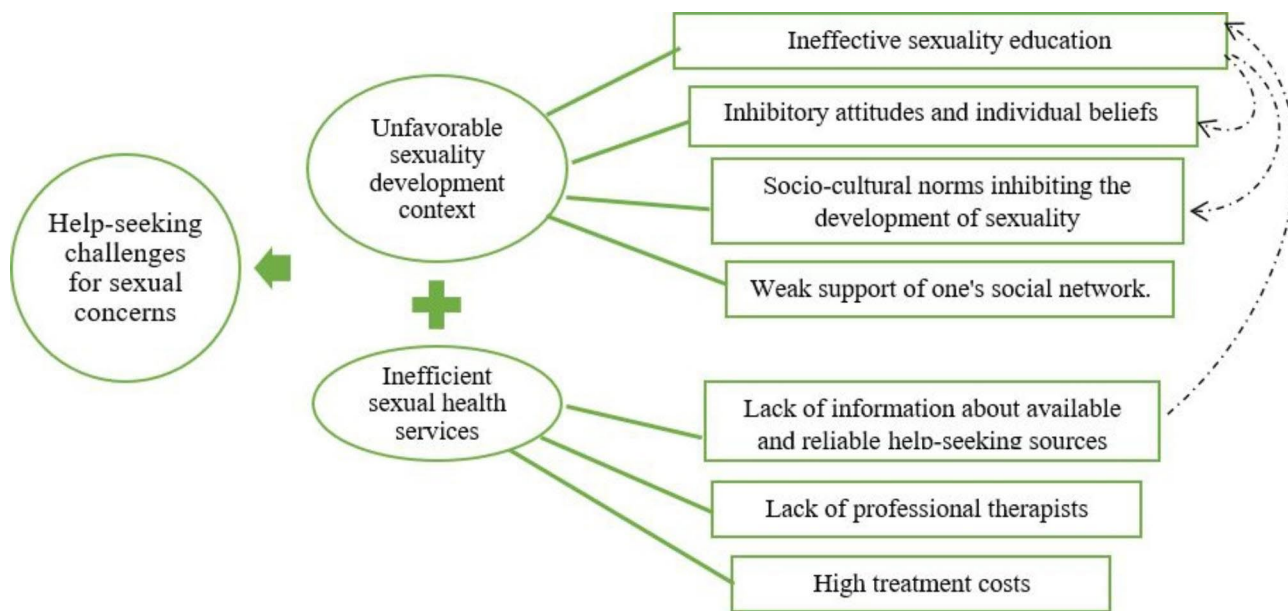 Help-seeking
challenges
for sexual
concerns
Unfavorable
sexuality
development
context
Inefficient
sexual health
services
Ineffective sexuality education
Inhibitory attitudes and individual beliefs
Socio-cultural norms inhibiting the
development of sexuality
Weak support of one's social network.
Lack of information about available
and reliable help-seeking sources
Lack of professional therapists
High treatment costs